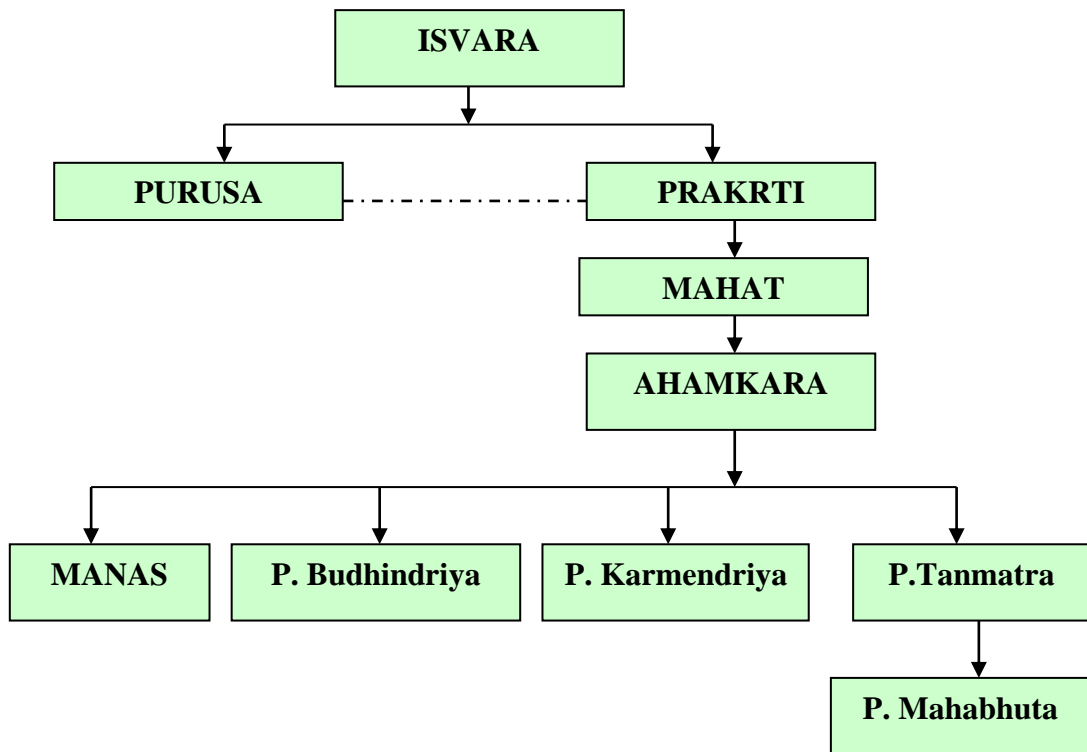 ISVARA
PURUSA
PRAKRTI
MAHAT
AHAMKARA
MANAS
P. Budhindriya
P. Karmendriya
P.Tanmatra
P. Mahabhuta